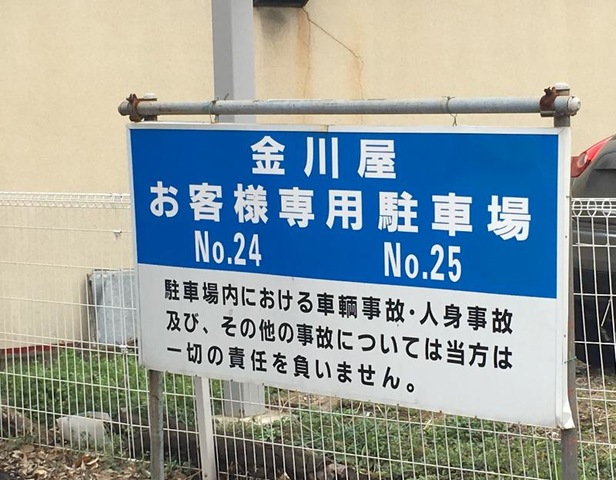 金川屋
お客様専用駐車場
No.24 No.25
駐車場内における車輌事故・人身事故
及び、その他の事故については当方は
一切の責任を負いません。